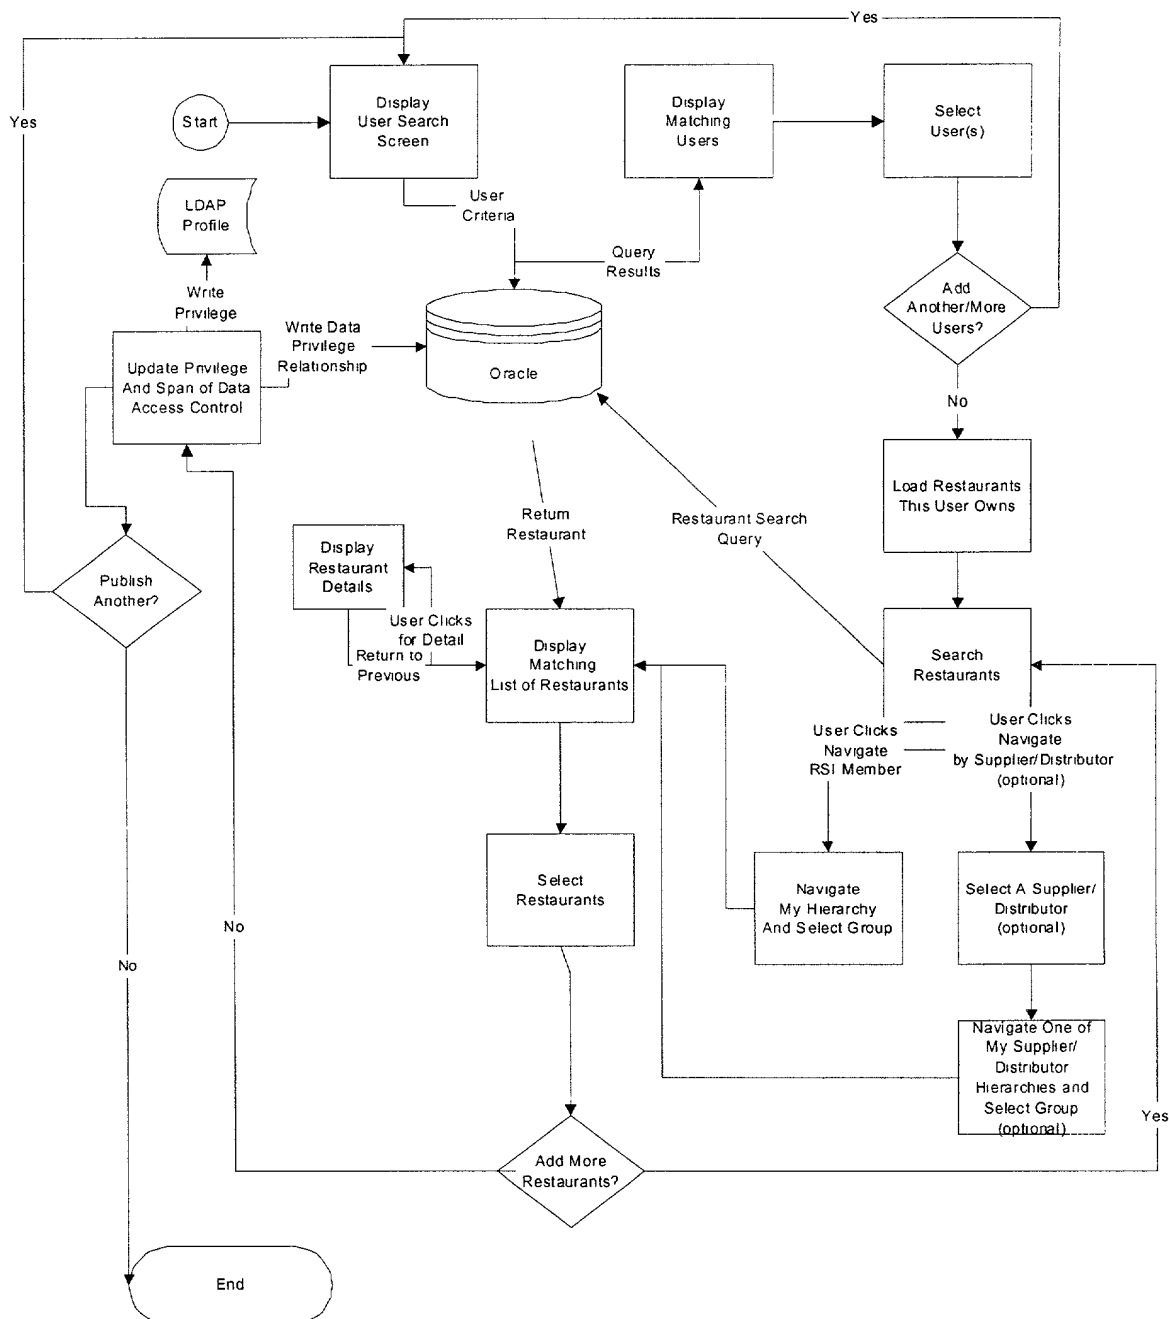 Yes
Yes
Start
Display
User Search
Screen
Display
Matching
Users
Select
User(s)
LDAP
Profile
User
Criteria
Query
Results
Write
Privilege
Write Data
Privilege
Relationship
Add
Another/More
Users?
Update Privilege
And Span of Data
Access Control
Oracle
No
Load Restaurants
This User Owns
Return
Restaurant
Restaurant Search
Query
Display
Restaurant
Details
Publish
Another?
User Clicks
for Detail
Return to
Previous
Display
Matching
List of Restaurants
Search
Restaurants
User Clicks
Navigate
RSI Member
User Clicks
Navigate
by Supplier/Distributor
(optional)
Select
Restaurants
Navigate
My Hierarchy
And Select Group
Select A Supplier/
Distributor
(optional)
No
No
Navigate One of
My Supplier/
Distributor
Hierarchies and
Select Group
(optional)
Yes
Add More
Restaurants?
End